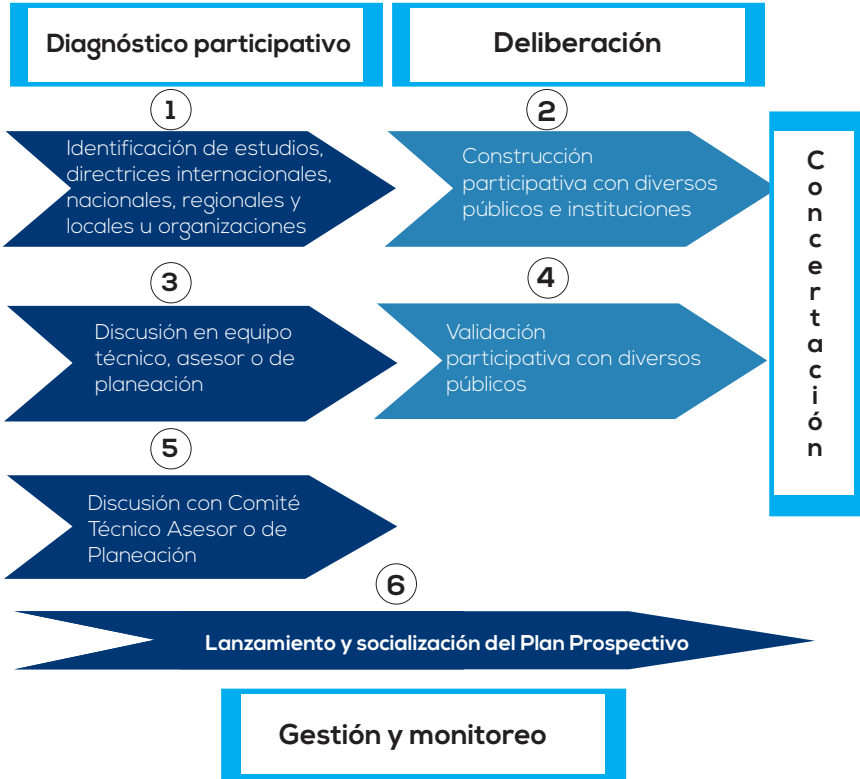 Diagnóstico participativo
Deliberación
1
Identificación de estudios,
directrices internacionales,
nacionales, regionales y
locales u organizaciones
2
Construcción
participativa con diversos
públicos e instituciones
3
Discusión en equipo
técnico, asesor o de
planeación
4
Validación
participativa con diversos
públicos
Concertación
5
Discusión con Comité
Técnico Asesor o de
Planeación
6
Lanzamiento y socialización del Plan Prospectivo
Gestión y monitoreo